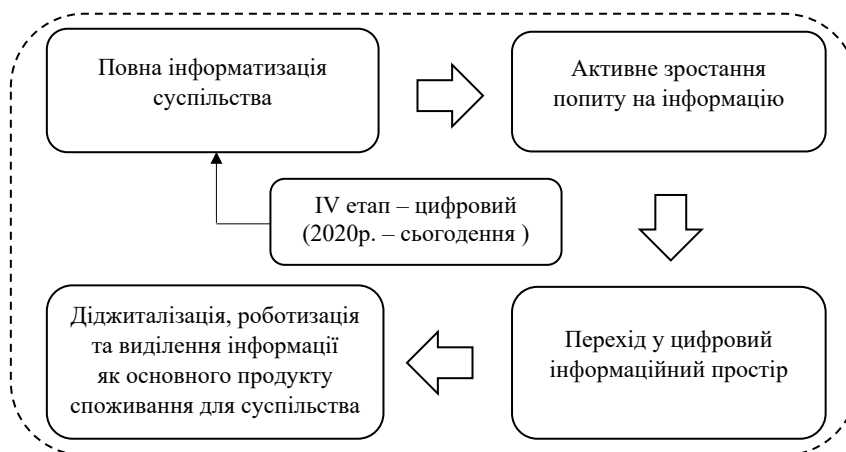 Повна інформатизація
суспільства
Активне зростання
попиту на інформацію
IV етап – цифровий
(2020р. – сьогодення )
Діджиталізація, роботизація
та виділення інформації
як основного продукту
споживання для суспільства
Перехід у цифровий
інформаційний простір